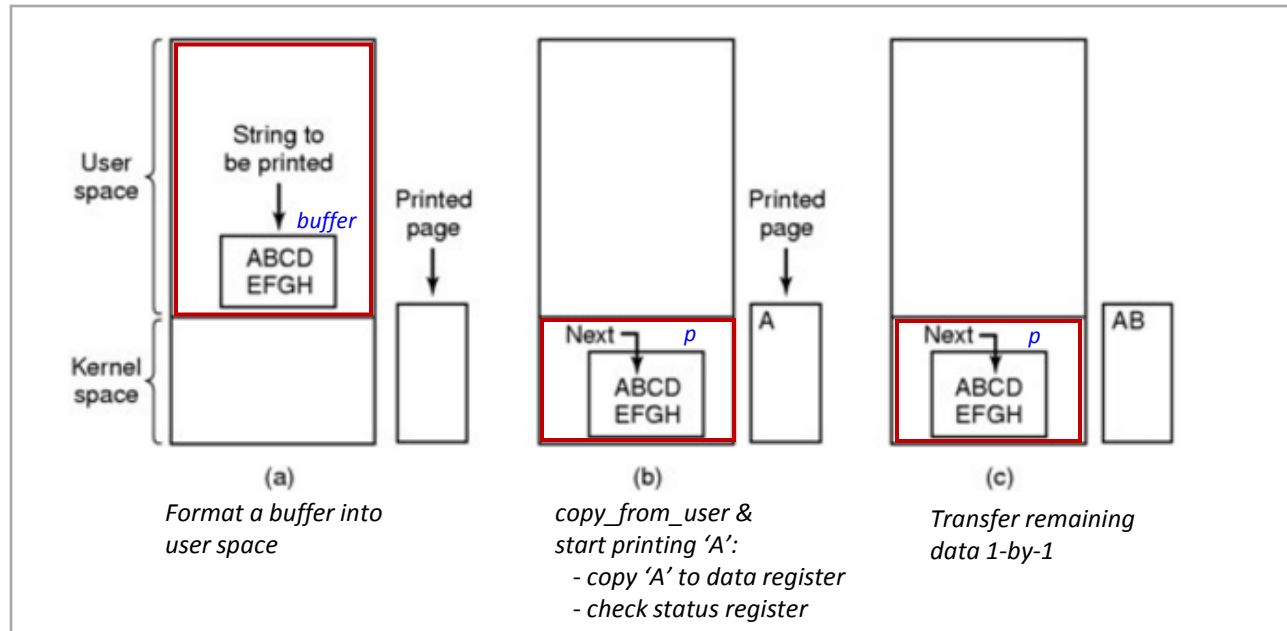 User
space
Kernel
space
String to
be printed
buffer
ABCD
EFGH
Printed
page
(a)
Format a buffer into
user space
Next
p
ABCD
EFGH
Printed
page
A
(b)
copy_from_user &
start printing ‘A’:
- copy ‘A’ to data register
- check status register
Next
p
ABCD
EFGH
AB
(c)
Transfer remaining
data 1-by-1